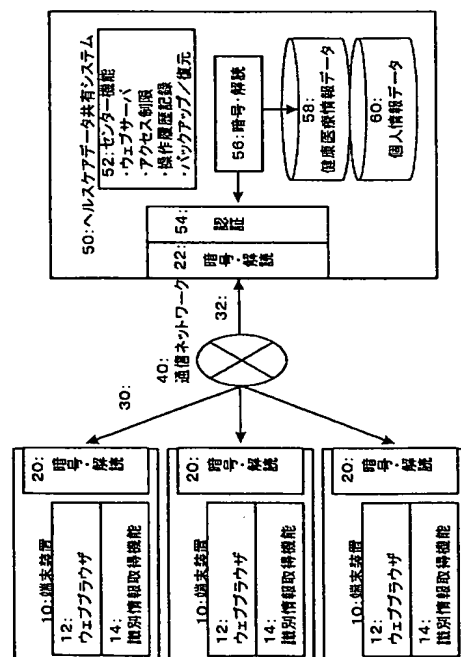 50:ヘルスケアデータ共有システム
52:センター機能
・ウェブサーバ
・アクセス制限
・操作履歴記録
・バックアップ／復元
56:暗号・解読
58:
健康医療情報データ
60:
個人情報データ
54:
認証
22:
暗号・解読
32:
40:
通信ネットワーク
30:
20:
暗号・解読
10:端末装置
12:
ウェブブラウザ
14:
識別情報取得機能
20:
暗号・解読
10:端末装置
12:
ウェブブラウザ
14:
識別情報取得機能
20:
暗号・解読
10:端末装置
12:
ウェブブラウザ
14:
識別情報取得機能